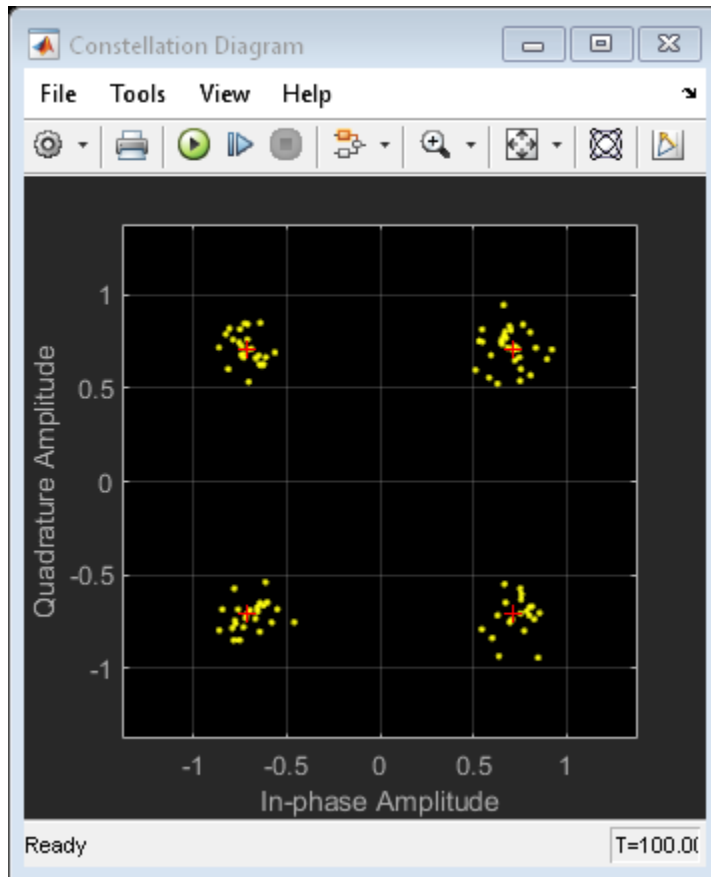 Constellation Diagram
File Tools View Help
1
0.5
0
-0.5
-1
Quadrature Amplitude
-1 -0.5 0 0.5 1
In-phase Amplitude
Ready T=100.00